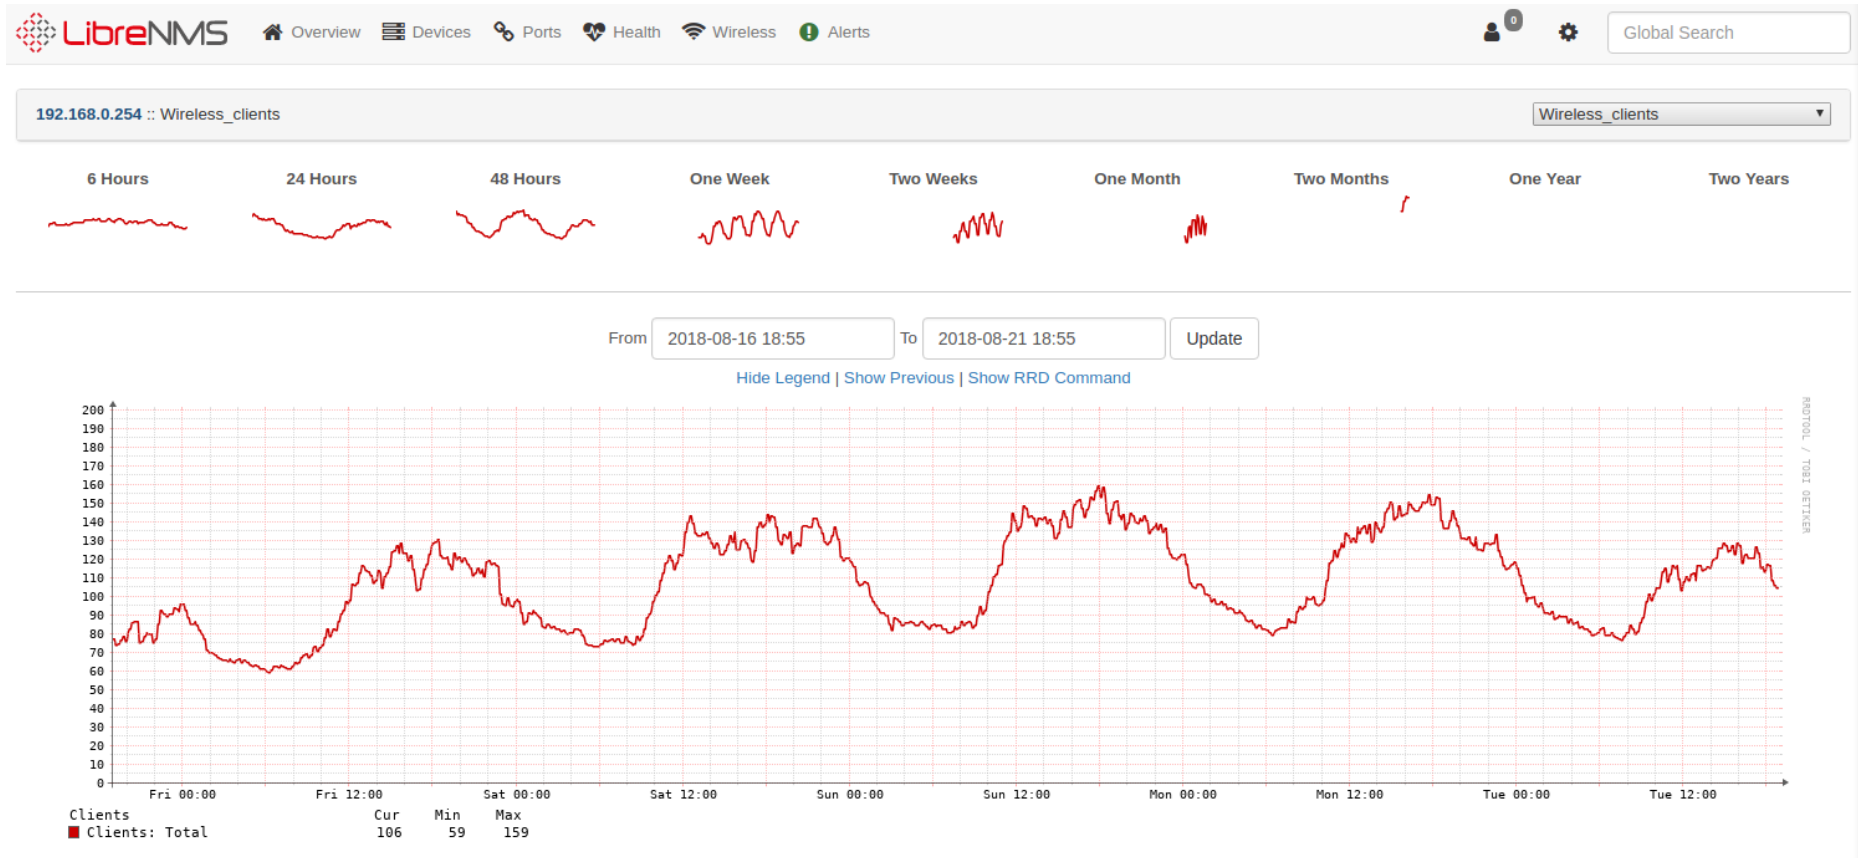 LibreNMS Overview Devices Ports Health Wireless Alerts 0 Global Search
192.168.0.254 :: Wireless_clients Wireless_clients
6 Hours 24 Hours 48 Hours One Week Two Weeks One Month Two Months One Year Two Years
From 2018-08-16 18:55 To 2018-08-21 18:55 Update
Hide Legend | Show Previous | Show RRD Command
200
190
180
170
160
150
140
130
120
110
100
90
80
70
60
50
40
30
20
10
0
RRDTOOL / TOBI OETIKER
Fri 00:00 Fri 12:00 Sat 00:00 Sat 12:00 Sun 00:00 Sun 12:00 Mon 00:00 Mon 12:00 Tue 00:00 Tue 12:00
Clients Cur Min Max
Clients: Total 106 59 159